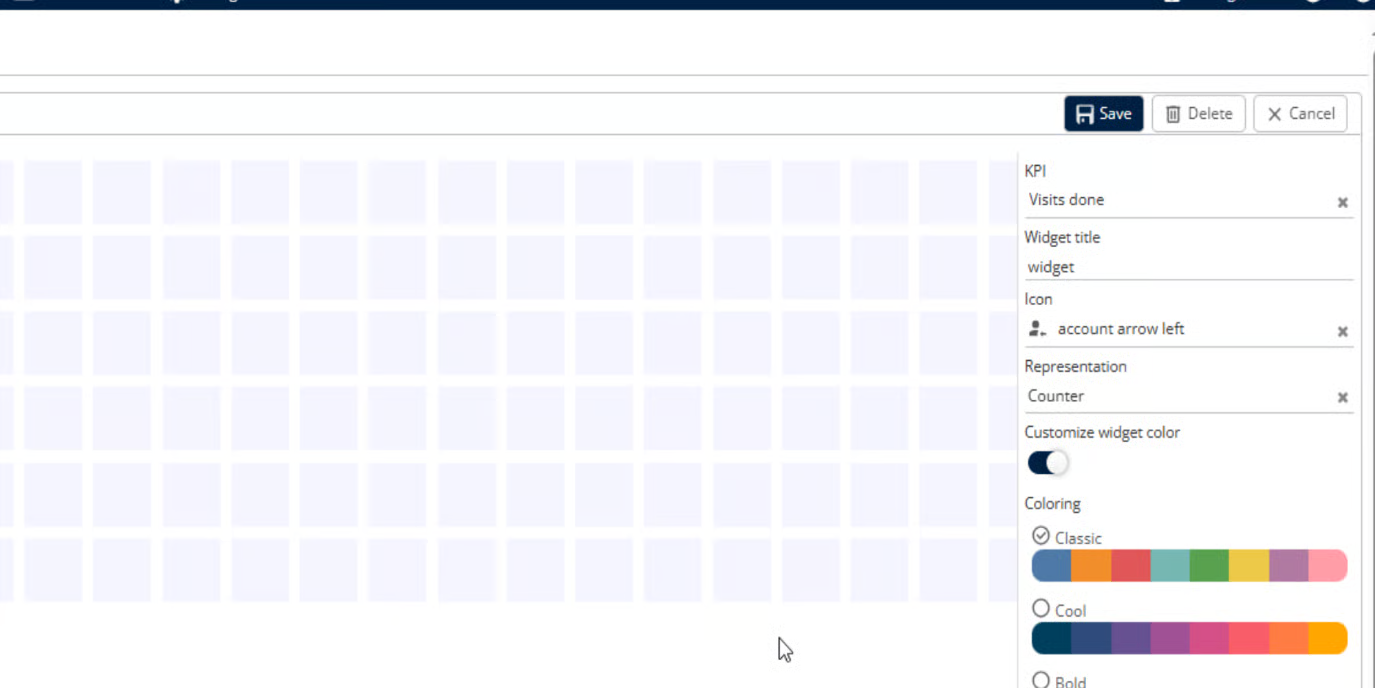 Save Delete Cancel
KPI
Visits done
Widget title
widget
Icon
account arrow left
Representation
Counter
Customize widget color
Coloring
Classic
Cool
Bold